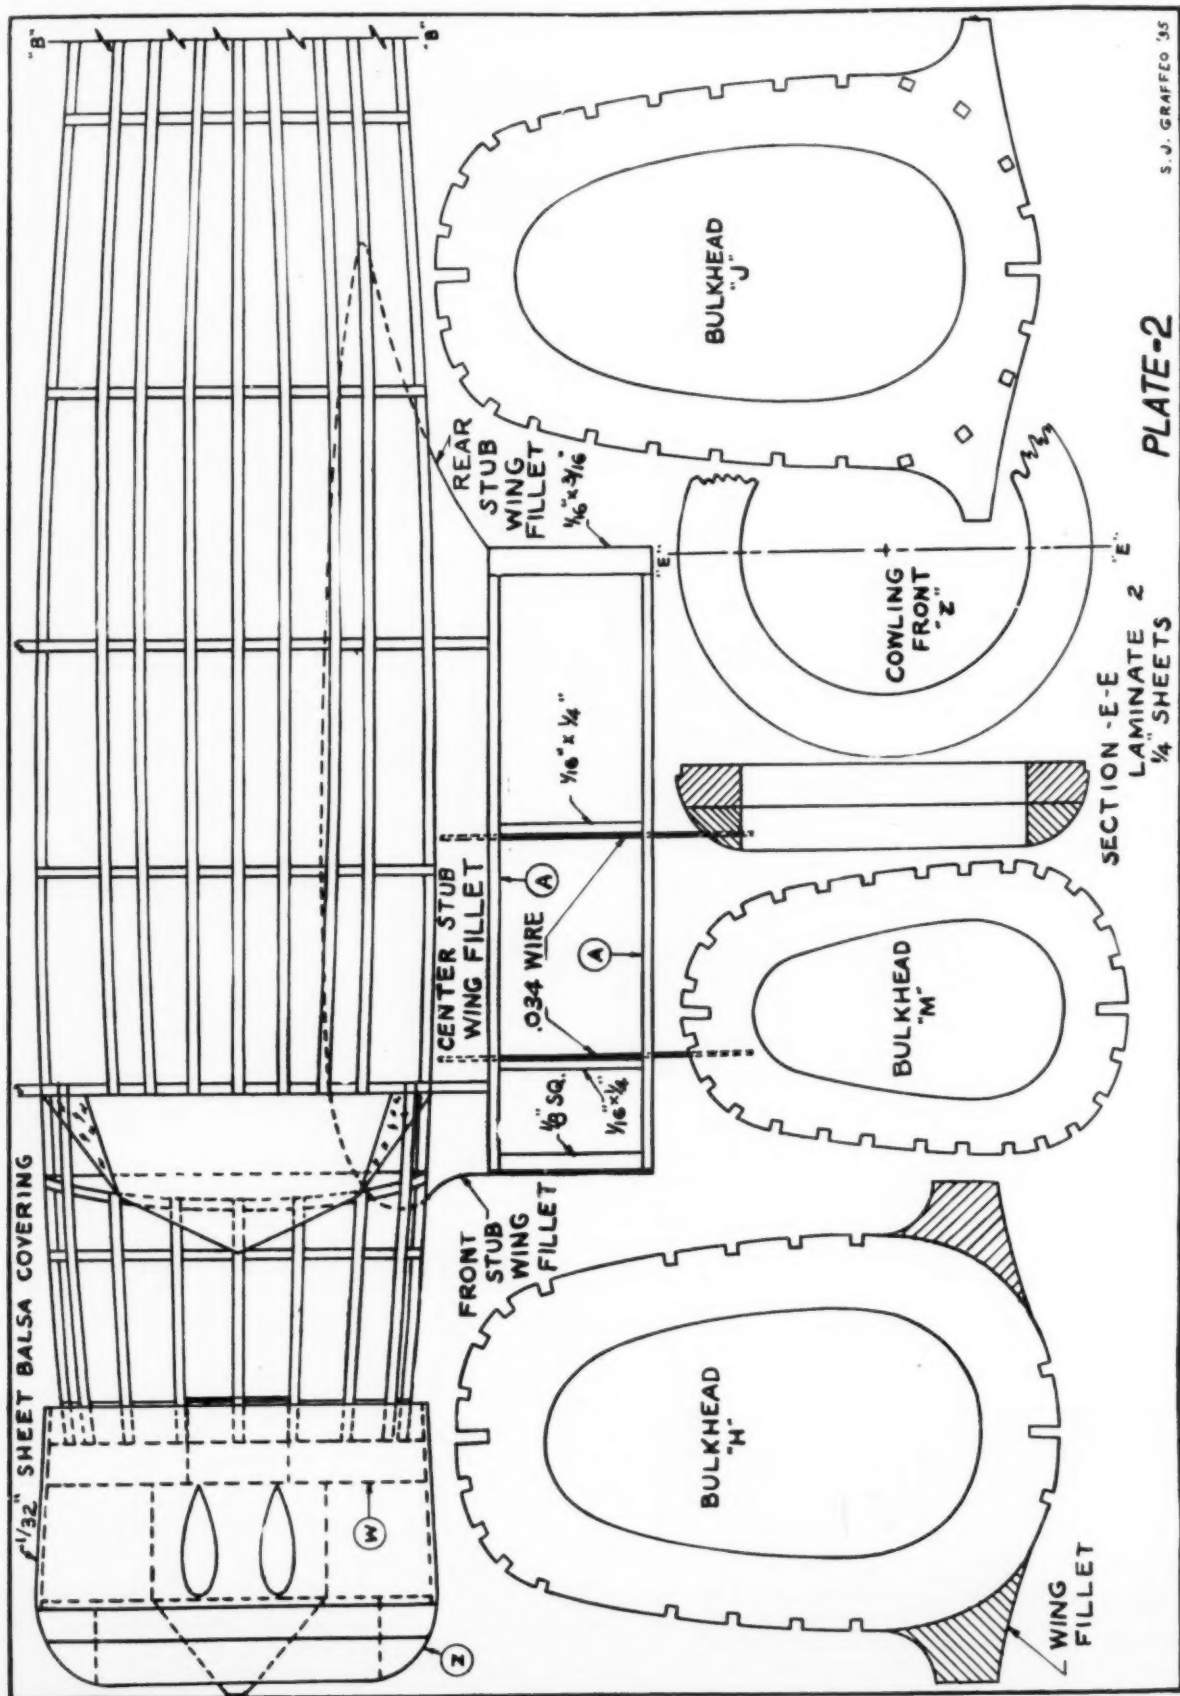 "B"
"B"
1/32" SHEET BALSA COVERING
W
Z
FRONT
STUB
WING
FILLET
CENTER STUB
WING FILLET
REAR
STUB
WING
FILLET
1/16" x 3/16"
1/16" x 1/4"
.034 WIRE
A
A
1/8" SQ.
1/16" x 1/4"
BULKHEAD
"H"
WING
FILLET
BULKHEAD
"M"
SECTION - E-E
LAMINATE 2
1/4" SHEETS
"E"
"E"
COWLING
FRONT
"Z"
BULKHEAD
"J"
PLATE-2
S. J. GRAFFEO '35